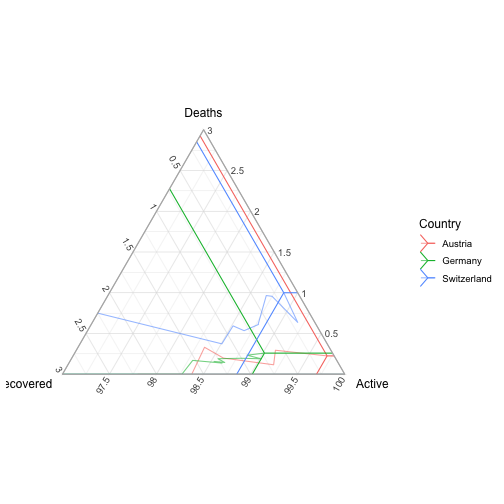 Deaths
3
0.5
2.5
1
2
1.5
1.5
2
1
2.5
0.5
3
ecovered
97.5
98
98.5
99
99.5
100
Active
Country
Austria
Germany
Switzerland